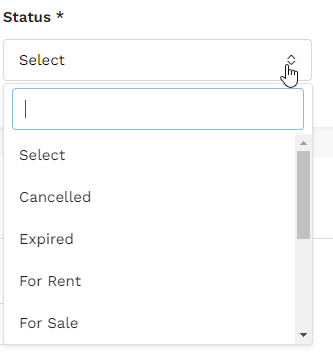 Status *
Select
Select
Cancelled
Expired
For Rent
For Sale